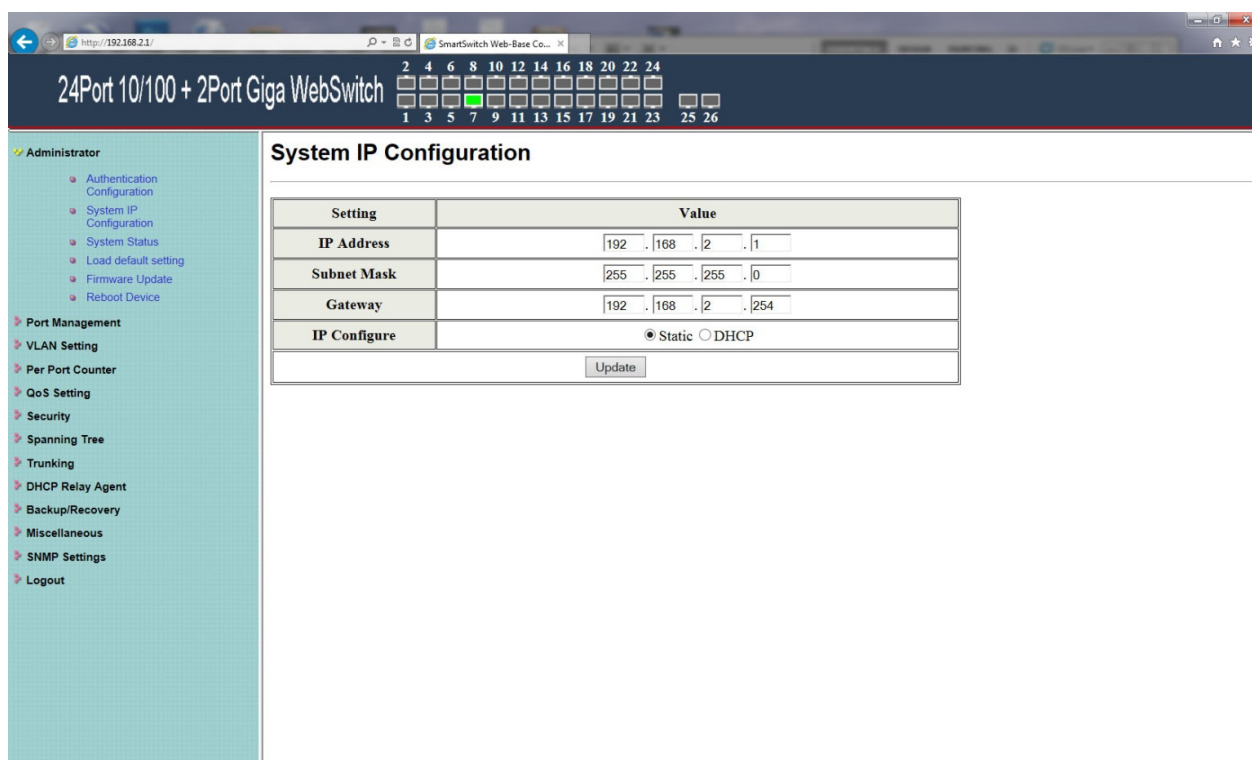 http://192.168.2.1/
SmartSwitch Web-Base Co...
24Port 10/100 + 2Port Giga WebSwitch
2 4 6 8 10 12 14 16 18 20 22 24
1 3 5 7 9 11 13 15 17 19 21 23 25 26
Administrator
Authentication
Configuration
System IP
Configuration
System Status
Load default setting
Firmware Update
Reboot Device
Port Management
VLAN Setting
Per Port Counter
QoS Setting
Security
Spanning Tree
Trunking
DHCP Relay Agent
Backup/Recovery
Miscellaneous
SNMP Settings
Logout
System IP Configuration
Setting Value
IP Address 192 . 168 . 2 . 1
Subnet Mask 255 . 255 . 255 . 0
Gateway 192 . 168 . 2 . 254
IP Configure Static DHCP
Update